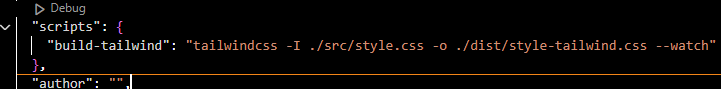 Debug
"scripts": {
"build-tailwind": "tailwindcss -I ./src/style.css -o ./dist/style-tailwind.css --watch"
},
"author": "",